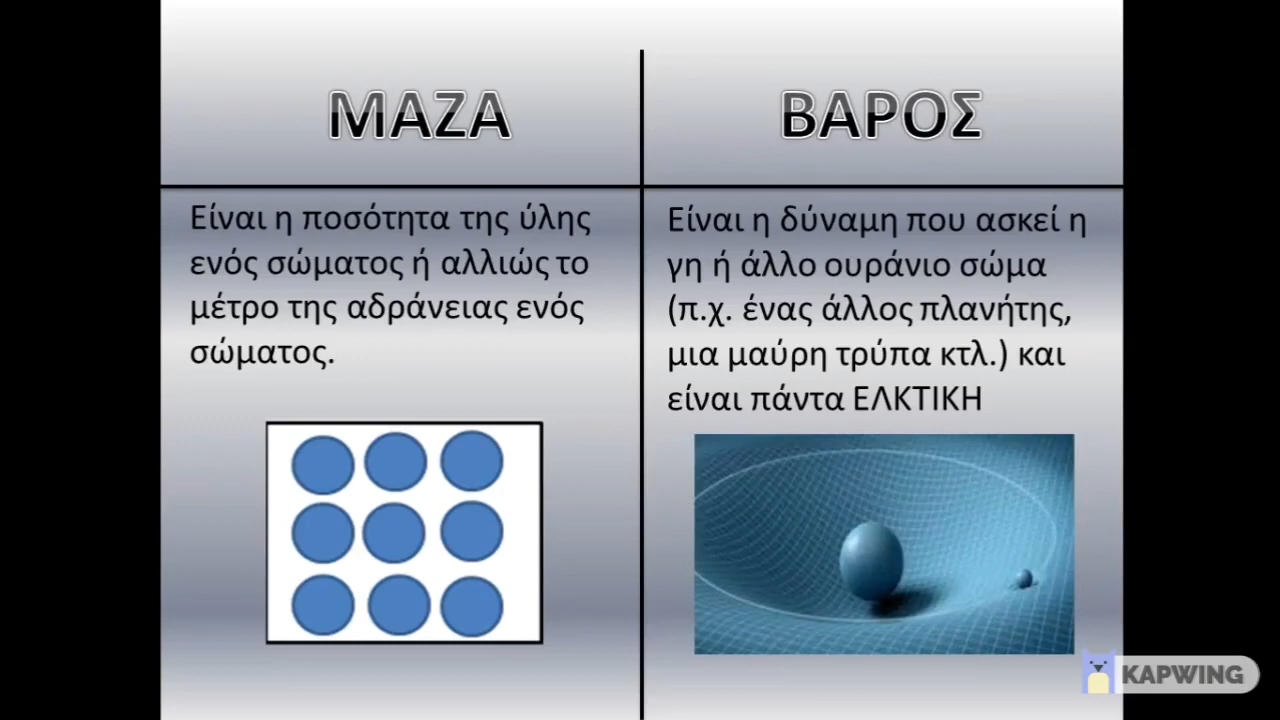 ΜΑΖΑ
Είναι η ποσότητα της ύλης
ενός σώματος ή αλλιώς το
μέτρο της αδράνειας ενός
σώματος.
ΒΑΡΟΣ
Είναι η δύναμη που ασκεί η
γη ή άλλο ουράνιο σώμα
(π.χ. ένας άλλος πλανήτης,
μια μαύρη τρύπα κτλ.) και
είναι πάντα ΕΛΚΤΙΚΗ
KAPWING